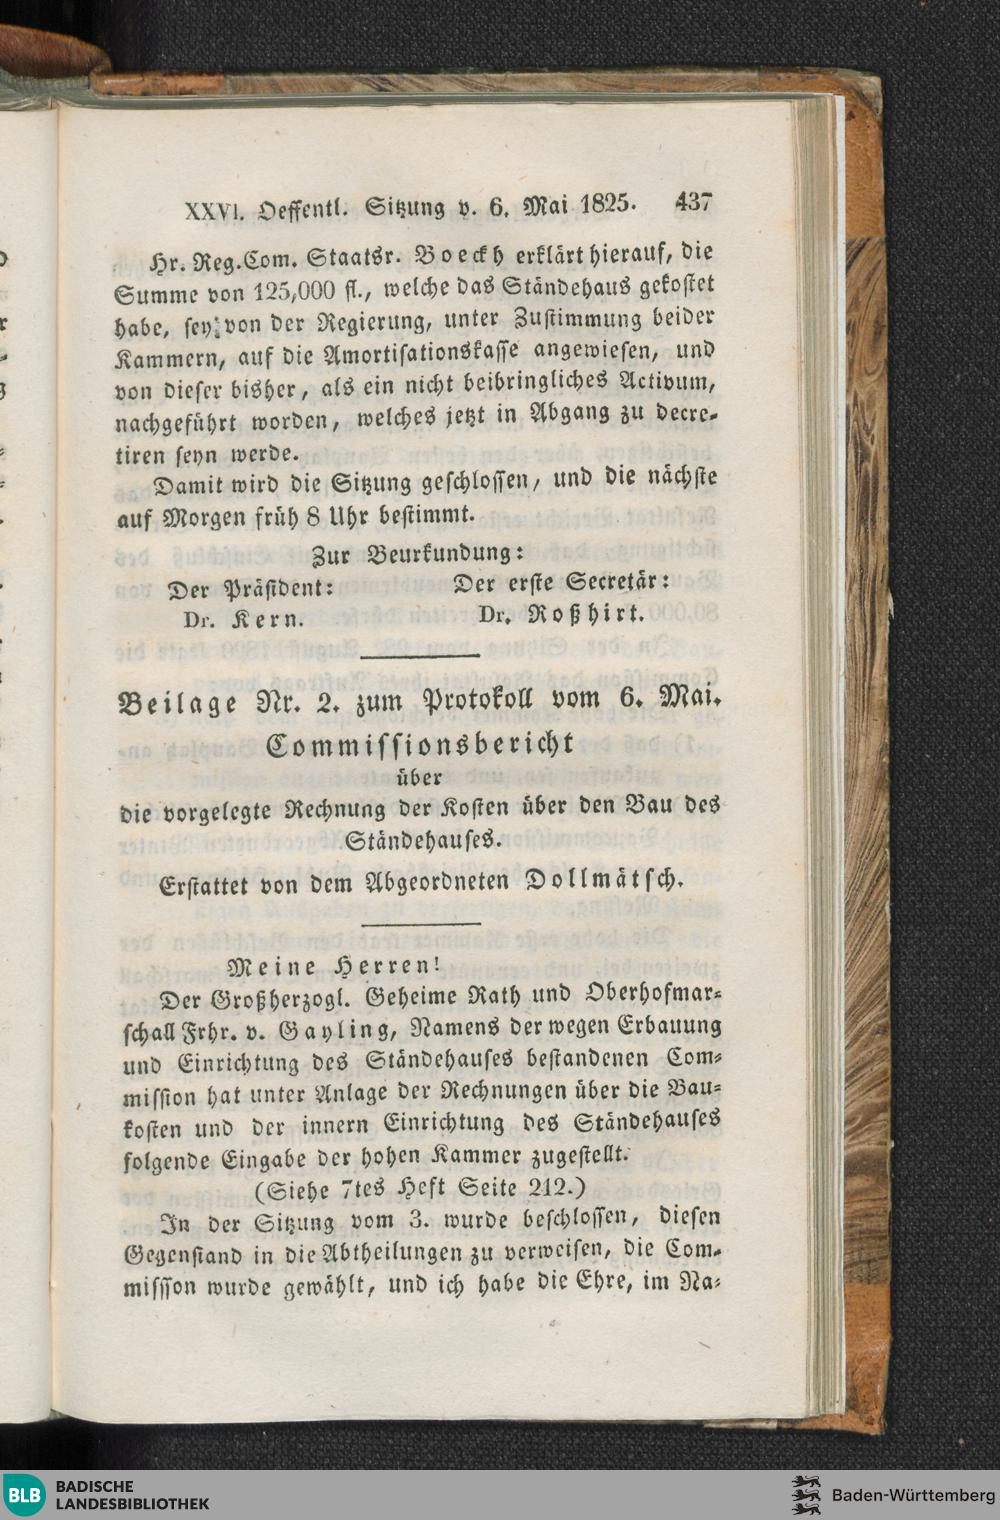 XXVI. Oeffentl. Sitzung v. 6. Mai 1825. 437
Hr. Reg.Com. Staatsr. Boeckh erklärt hierauf, die
Summe von 125,000 fl., welche das Ständehaus gekostet
habe, sey von der Regierung, unter Zustimmung beider
Kammern, auf die Amortisationskasse angewiesen, und
von dieser bisher, als ein nicht beibringliches Activum,
nachgeführt worden, welches jetzt in Abgang zu decre-
tiren seyn werde.
Damit wird die Sitzung geschlossen, und die nächste
auf Morgen früh 8 Uhr bestimmt.
Zur Beurkundung:
Der Präsident: Der erste Secretär:
Dr. Kern. Dr. Roßhirt.
Beilage Nr. 2. zum Protokoll vom 6. Mai.
Commissionsbericht
über
die vorgelegte Rechnung der Kosten über den Bau des
Ständehauses.
Erstattet von dem Abgeordneten Dollmätsch.
Meine Herren!
Der Großherzogl. Geheime Rath und Oberhofmar-
schall Frhr. v. Gayling, Namens der wegen Erbauung
und Einrichtung des Ständehauses bestandenen Com-
mission hat unter Anlage der Rechnungen über die Bau-
kosten und der innern Einrichtung des Ständehauses
folgende Eingabe der hohen Kammer zugestellt.
(Siehe 7tes Heft Seite 212.)
In der Sitzung vom 3. wurde beschlossen, diesen
Gegenstand in die Abtheilungen zu verweisen, die Com-
missson wurde gewählt, und ich habe die Ehre, im Na-
BLB BADISCHE
LANDESBIBLIOTHEK
Baden-Württemberg